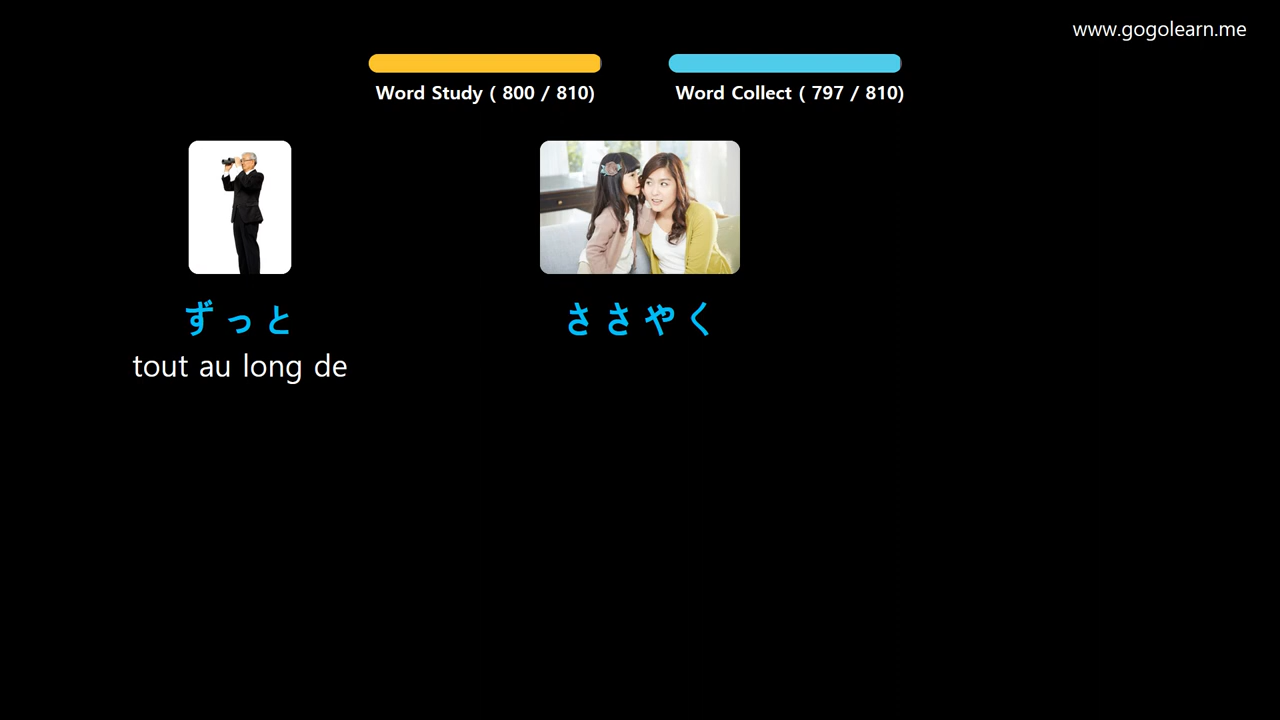 www.gogolearn.me
Word Study ( 800 / 810)
Word Collect ( 797 / 810)
ずっと
tout au long de
ささやく